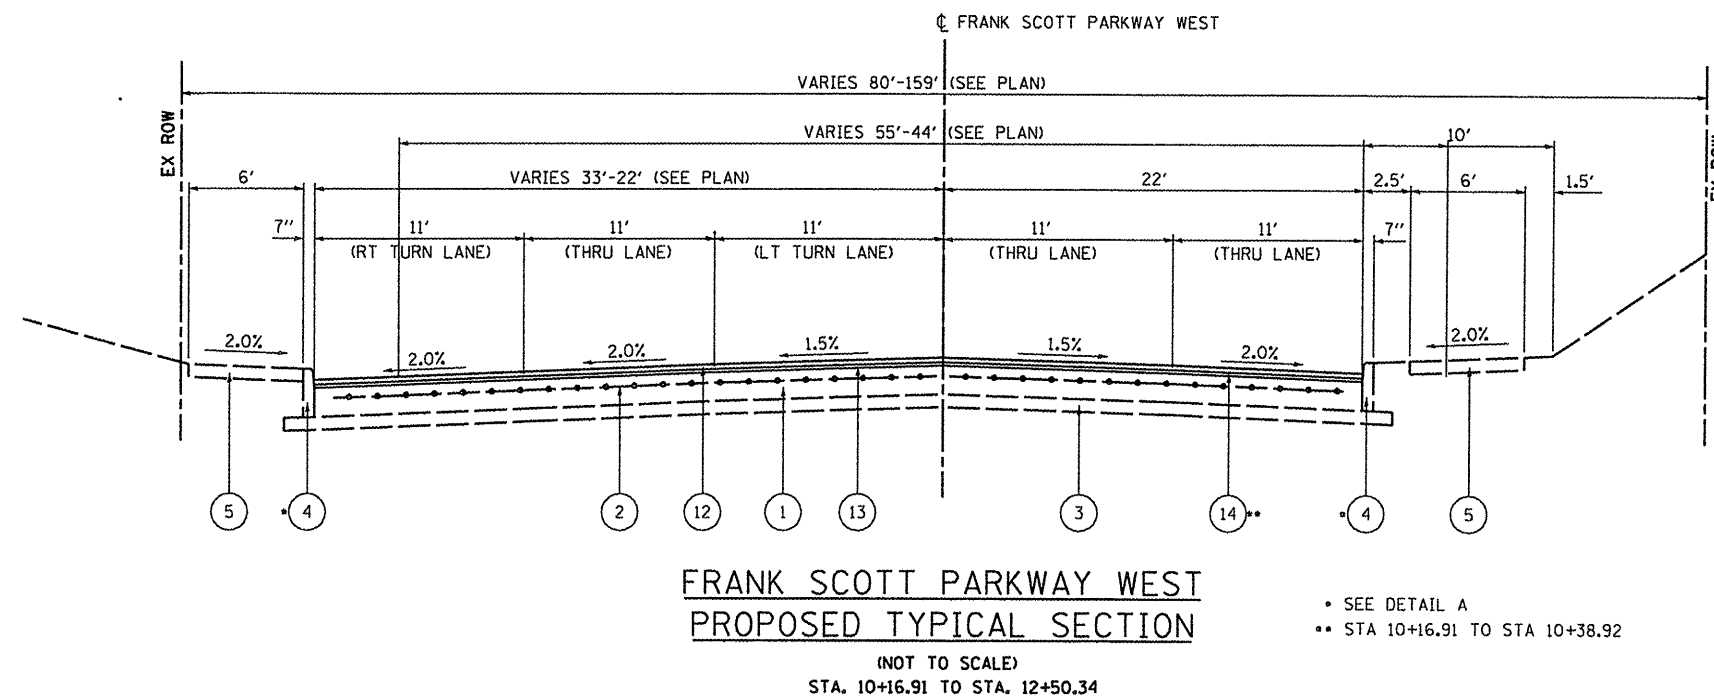 ℄ FRANK SCOTT PARKWAY WEST
VARIES 80'-159' (SEE PLAN)
EX ROW
VARIES 55'-44' (SEE PLAN)
10'
6'
VARIES 33'-22' (SEE PLAN)
22'
2.5'
6'
1.5'
7"
11'
(RT TURN LANE)
11'
(THRU LANE)
11'
(LT TURN LANE)
11'
(THRU LANE)
11'
(THRU LANE)
7"
2.0%
2.0%
2.0%
1.5%
1.5%
2.0%
2.0%
5
* 4
2
12
1
13
3
14 **
* 4
5
FRANK SCOTT PARKWAY WEST
PROPOSED TYPICAL SECTION
(NOT TO SCALE)
STA. 10+16.91 TO STA. 12+50.34
* SEE DETAIL A
** STA 10+16.91 TO STA 10+38.92